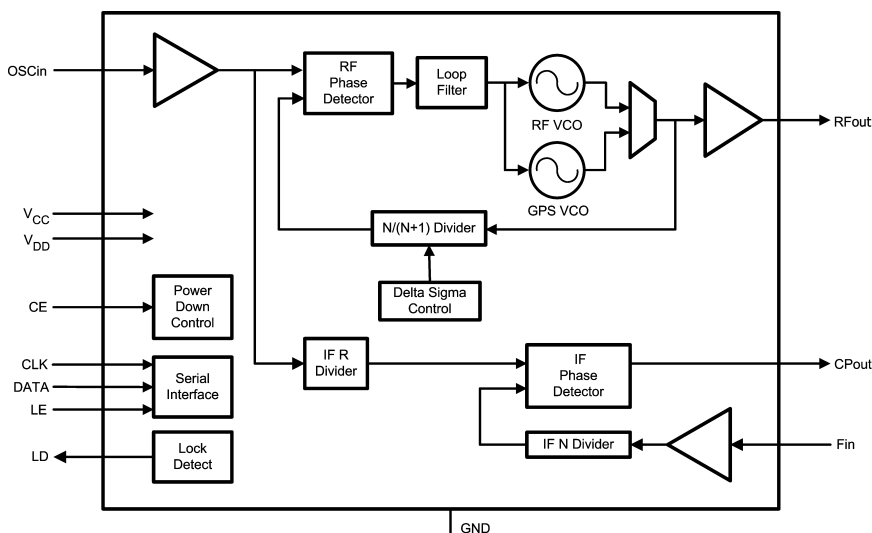 OSCin
RF
Phase
Detector
Loop
Filter
RF VCO
RFout
GPS VCO
VCC
VDD
N/(N+1) Divider
Delta Sigma
Control
CE
Power
Down
Control
CLK
DATA
LE
Serial
Interface
IF R
Divider
IF
Phase
Detector
CPout
LD
Lock
Detect
IF N Divider
Fin
GND